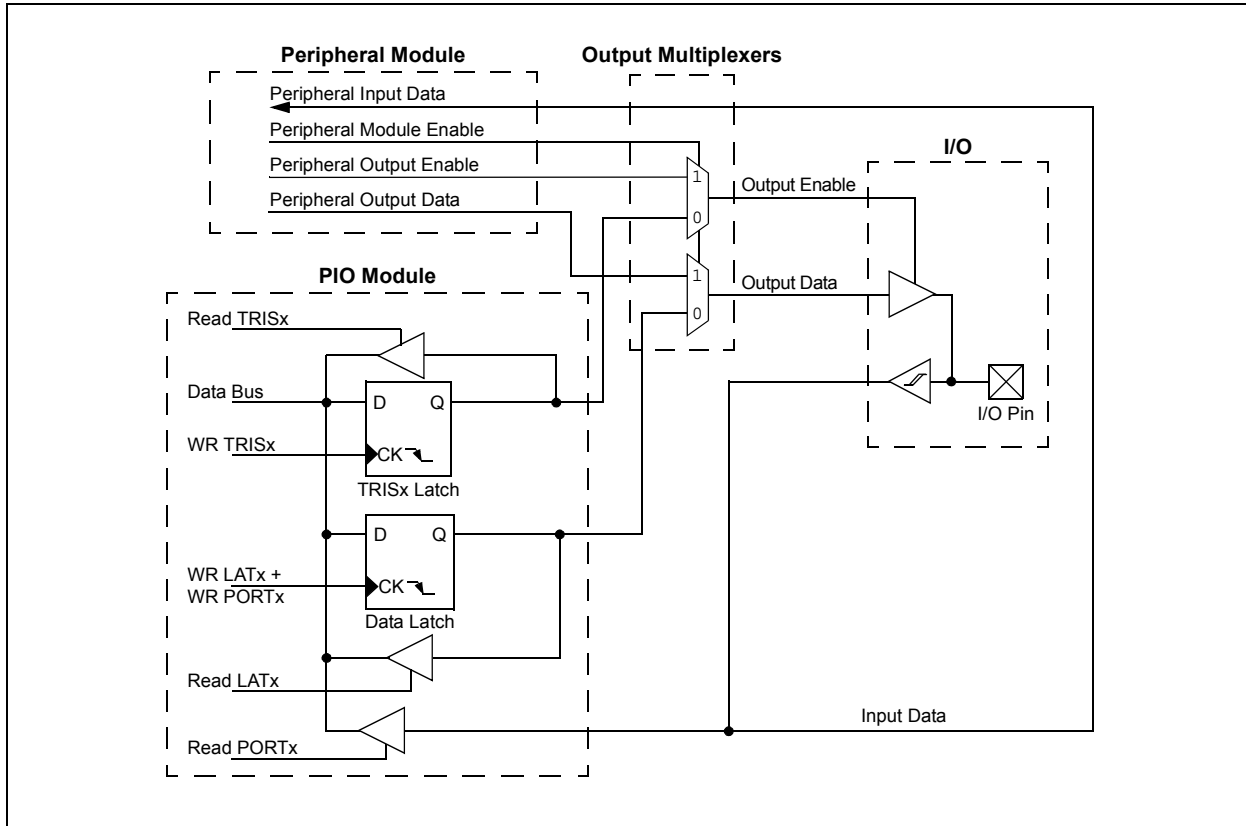 Peripheral Module
Output Multiplexers
Peripheral Input Data
Peripheral Module Enable
Peripheral Output Enable
Peripheral Output Data
1
0
1
0
Output Enable
Output Data
I/O
I/O Pin
PIO Module
Read TRISx
Data Bus
D
Q
WR TRISx
CK
TRISx Latch
D
Q
WR LATx +
WR PORTx
CK
Data Latch
Read LATx
Read PORTx
Input Data